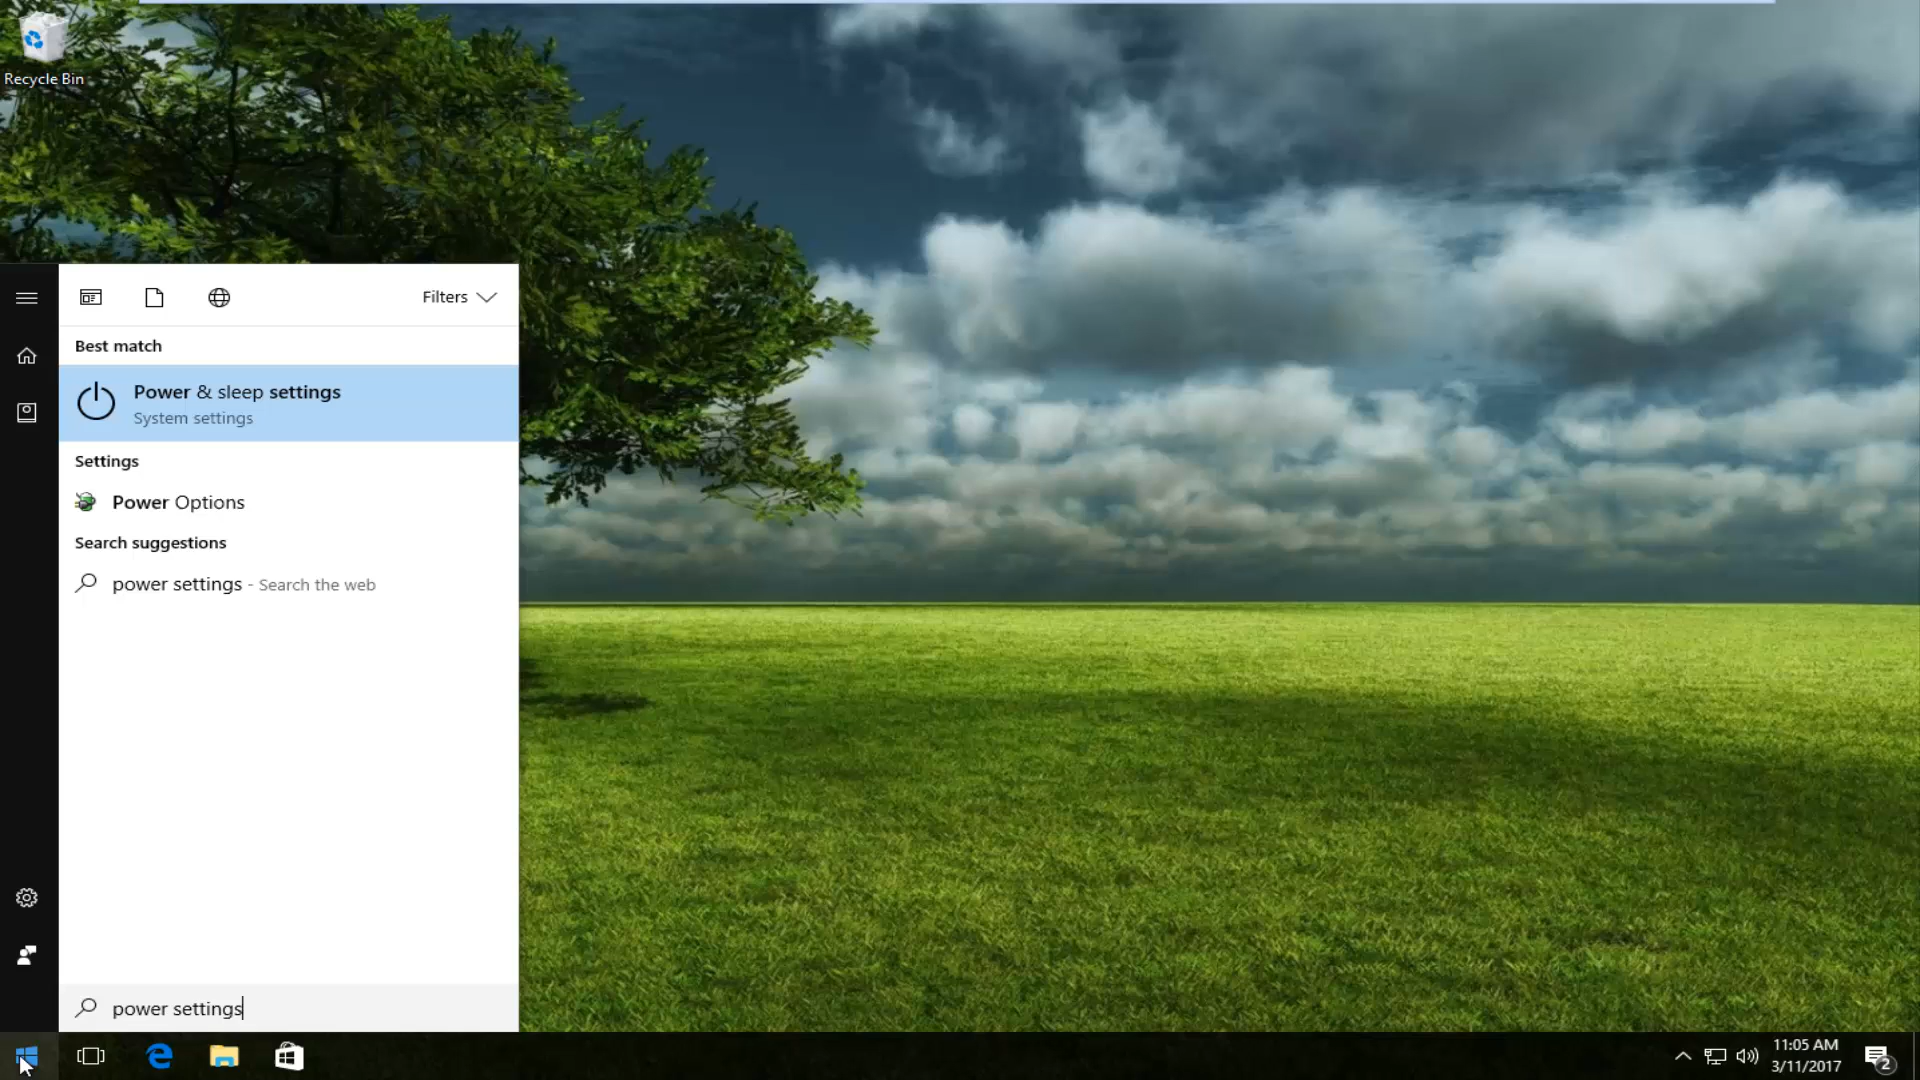 Recycle Bin
Filters
Best match
Power & sleep settings
System settings
Settings
Power Options
Search suggestions
power settings - Search the web
power settings
11:05 AM
3/11/2017
2